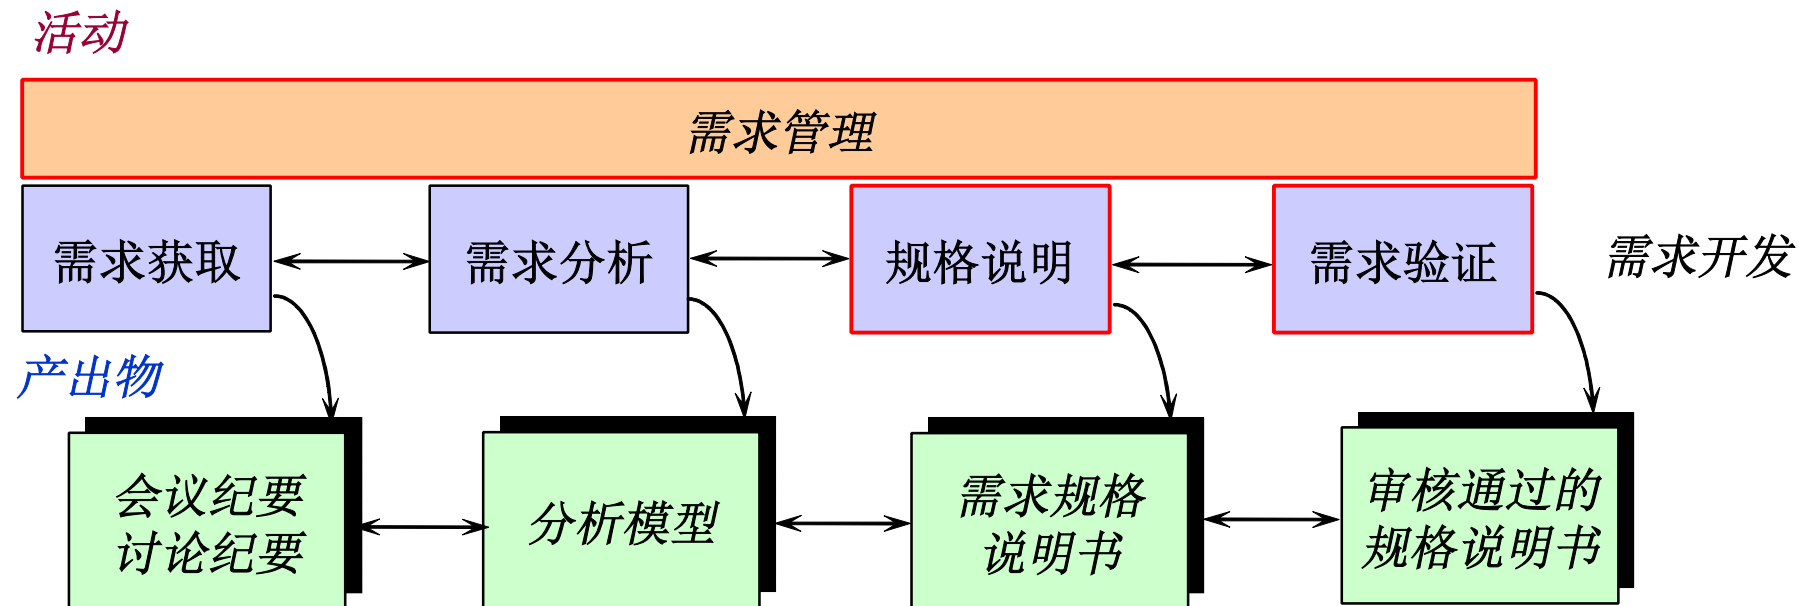 活动
需求管理
需求获取
需求分析
规格说明
需求验证
需求开发
产出物
会议纪要
讨论纪要
分析模型
需求规格
说明书
审核通过的
规格说明书